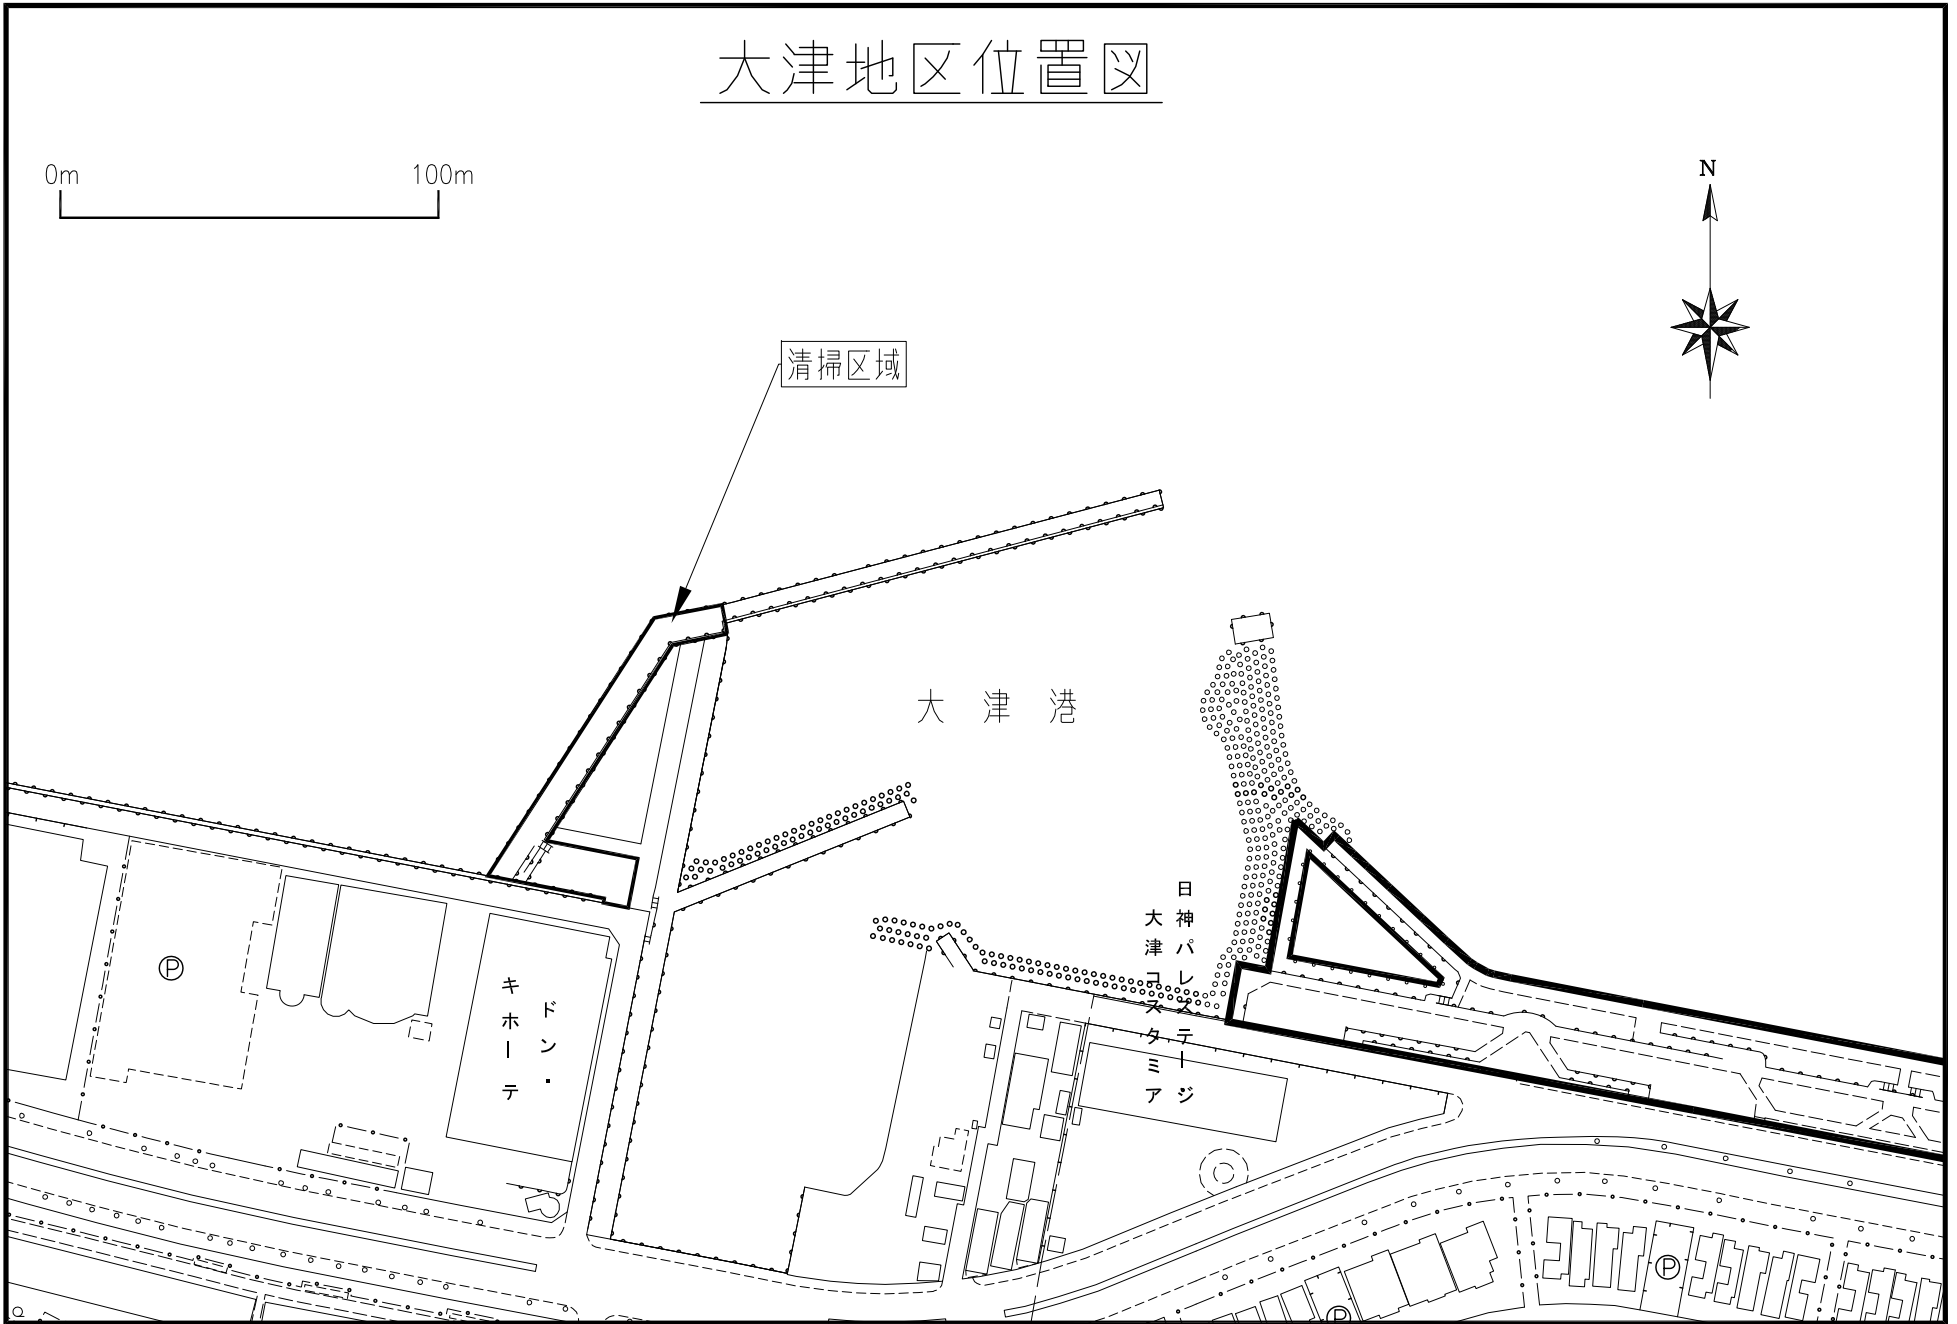 大津地区位置図
0m 100m
N
清掃区域
大津港
日神パレステージ
大津コスタミア
ドン・
キホーテ
P
P
P